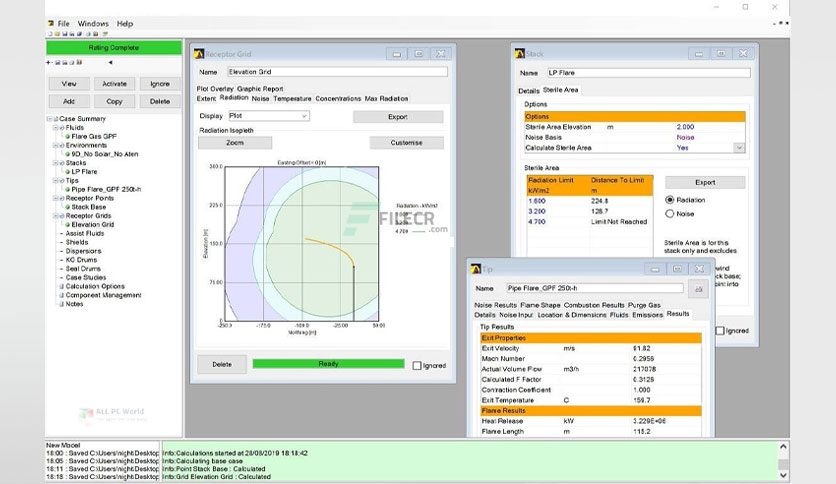 File Windows Help
Rating Complete
View Activate Ignore
Add Copy Delete
Case Summary
Fluids
Flare Gas GPF
Environments
9D_No Solar_No Aten
Stacks
LP Flare
Tips
Pipe Flare_GPF 250t-h
Receptor Points
Stack Base
Receptor Grids
Elevation Grid
Assist Fluids
Shields
Dispersions
KO Drums
Seal Drums
Case Studies
Calculation Options
Component Management
Notes
ALL PC World
Receptor Grid
Name Elevation Grid
Plot Overlay Graphic Report
Extent Radiation Noise Temperature Concentrations Max Radiation
Display Plot Export
Radiation Isopleth
Zoom Customise
Easting Offset = 0 [m]
300.0
225.0
150.0
75.00
0
Elevation [m]
-250.0 -175.0 -100.0 -25.00 50.00
Northing [m]
Radiation - kW/m2
4.700
FILECR
.com
Delete Ready Ignored
Stack
Name LP Flare
Details Sterile Area
Options
Options
Sterile Area Elevation m 2.000
Noise Basis Noise
Calculate Sterile Area Yes
Sterile Area
Radiation Limit Distance To Limit
kW/m2 m
1.600 224.8
3.200 128.7
4.700 Limit Not Reached
Export
Radiation
Noise
Sterile Area is for this
stack only and excludes
wind
ck base;
int into
Ignored
Tip
Name Pipe Flare_GPF 250t-h
Noise Results Flame Shape Combustion Results Purge Gas
Details Noise Input Location & Dimensions Fluids Emissions Results
Tip Results
Exit Properties
Exit Velocity m/s 91.82
Mach Number 0.2958
Actual Volume Flow m3/h 217078
Calculated F Factor 0.3128
Contraction Coefficient 1.000
Exit Temperature C 159.7
Flame Results
Heat Release kW 3.229E+06
Flame Length m 115.2
New Model
18:00 : Saved C:\Users\night\Desktop
18:05 : Saved C:\Users\night\Desktop
18:11 : Saved C:\Users\night\Desktop
18:18 : Saved C:\Users\night\Desktop
Info:Calculations started at 28/08/2019 18:18:42
Info:Calculating base case
Info:Point Stack Base : Calculated
Info:Grid Elevation Grid : Calculated